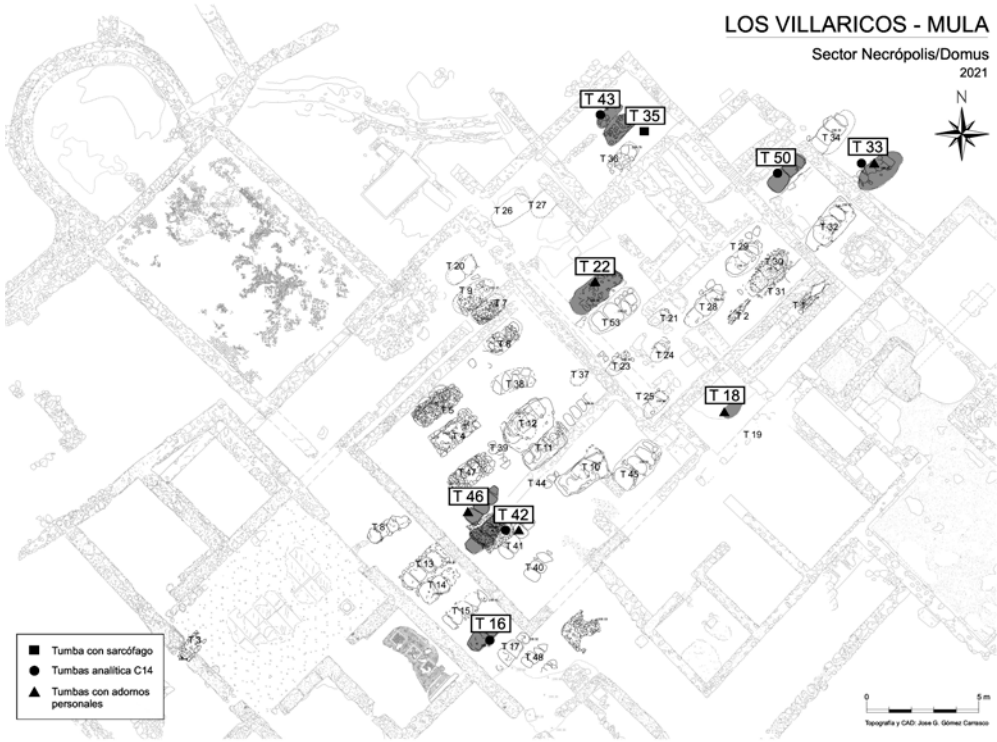 LOS VILLARICOS - MULA
Sector Necrópolis/Domus
2021
N
T 43
T 35
T 36
T 34
T 33
T 50
T 26
T 27
T 32
T 29
T 20
T 30
T 9
T 22
T 31
T 7
T 28
T 1
T 53
T 21
T 2
T 6
T 24
T 23
T 37
T 38
T 25
T 18
T 5
T 12
T 19
T 4
T 39
T 11
T 47
T 10
T 45
T 44
T 46
T 42
T 8
T 41
T 13
T 40
T 14
T 15
T 16
T 3
T 17
T 48
Tumba con sarcófago
Tumbas analítica C14
Tumbas con adornos
personales
0 5 m
Topografía y CAD: Jose G. Gómez Carrasco